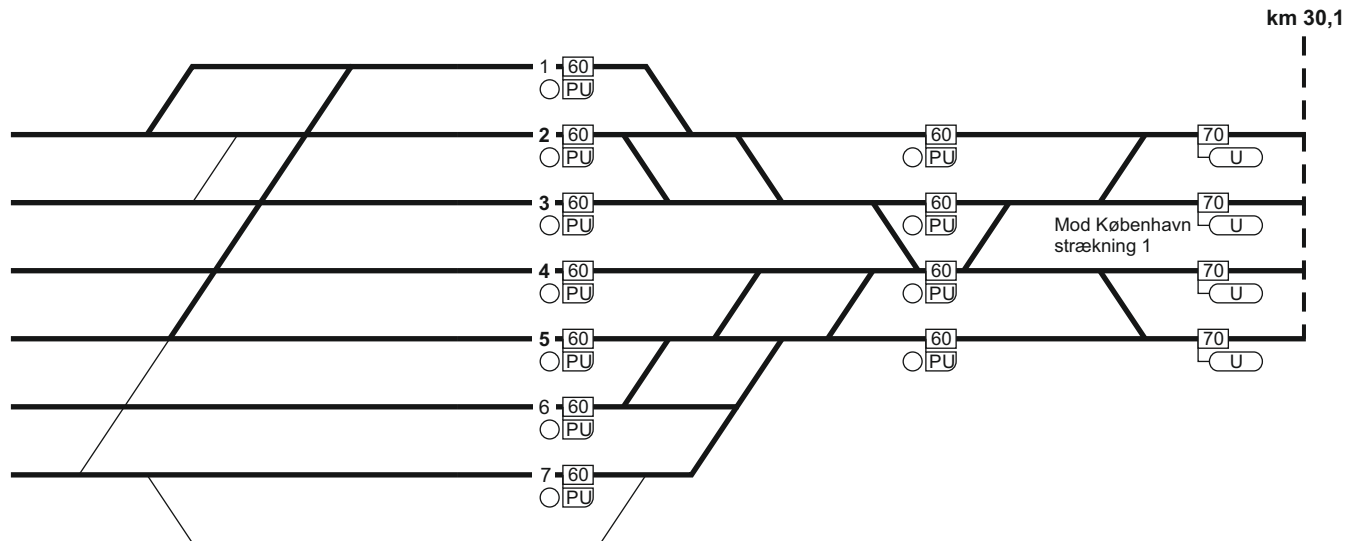 km 30,1
1 60
PU
2 60 60 70
PU PU U
3 60 60 70
PU PU U
Mod København
strækning 1
4 60 60 70
PU PU U
5 60 60 70
PU PU U
6 60
PU
7 60
PU